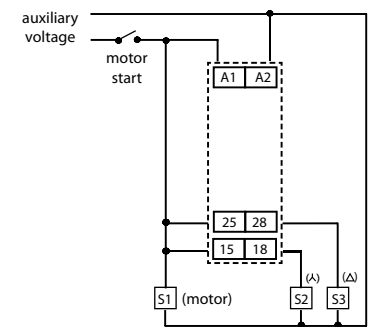 auxiliary
voltage
motor
start
A1 A2
25 28
15 18
(⅄) (△)
S1 (motor) S2 S3